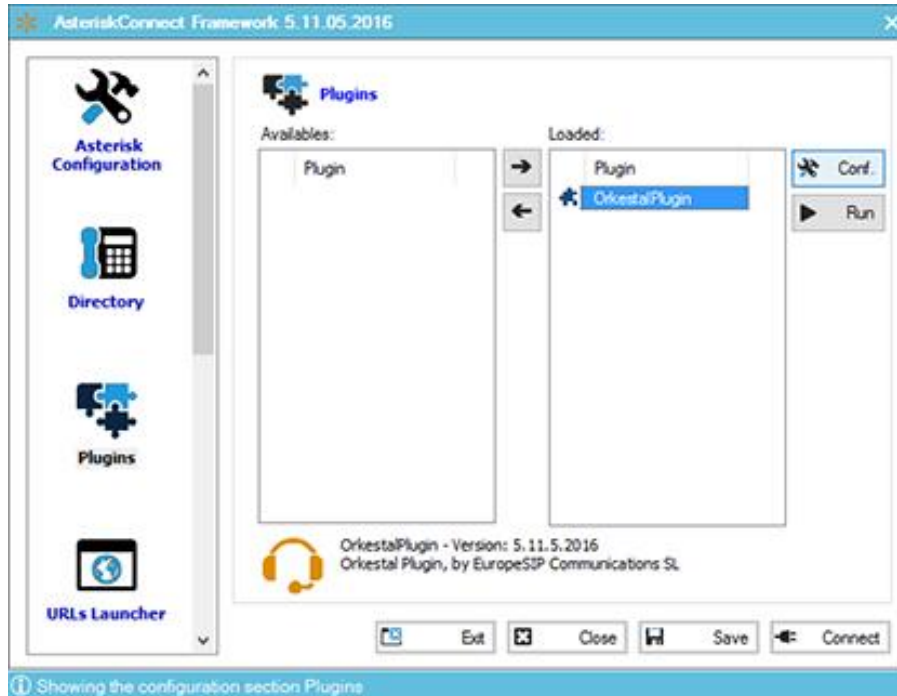 AsteriskConnect Framework 5.11.05.2016
Asterisk
Configuration
Directory
Plugins
URLs Launcher
Plugins
Availables:
Plugin
Loaded:
Plugin
OrkestalPlugin
Conf.
Run
OrkestalPlugin - Version: 5.11.5.2016
Orkestal Plugin, by EuropeSIP Communications SL
Exit
Close
Save
Connect
Showing the configuration section Plugins